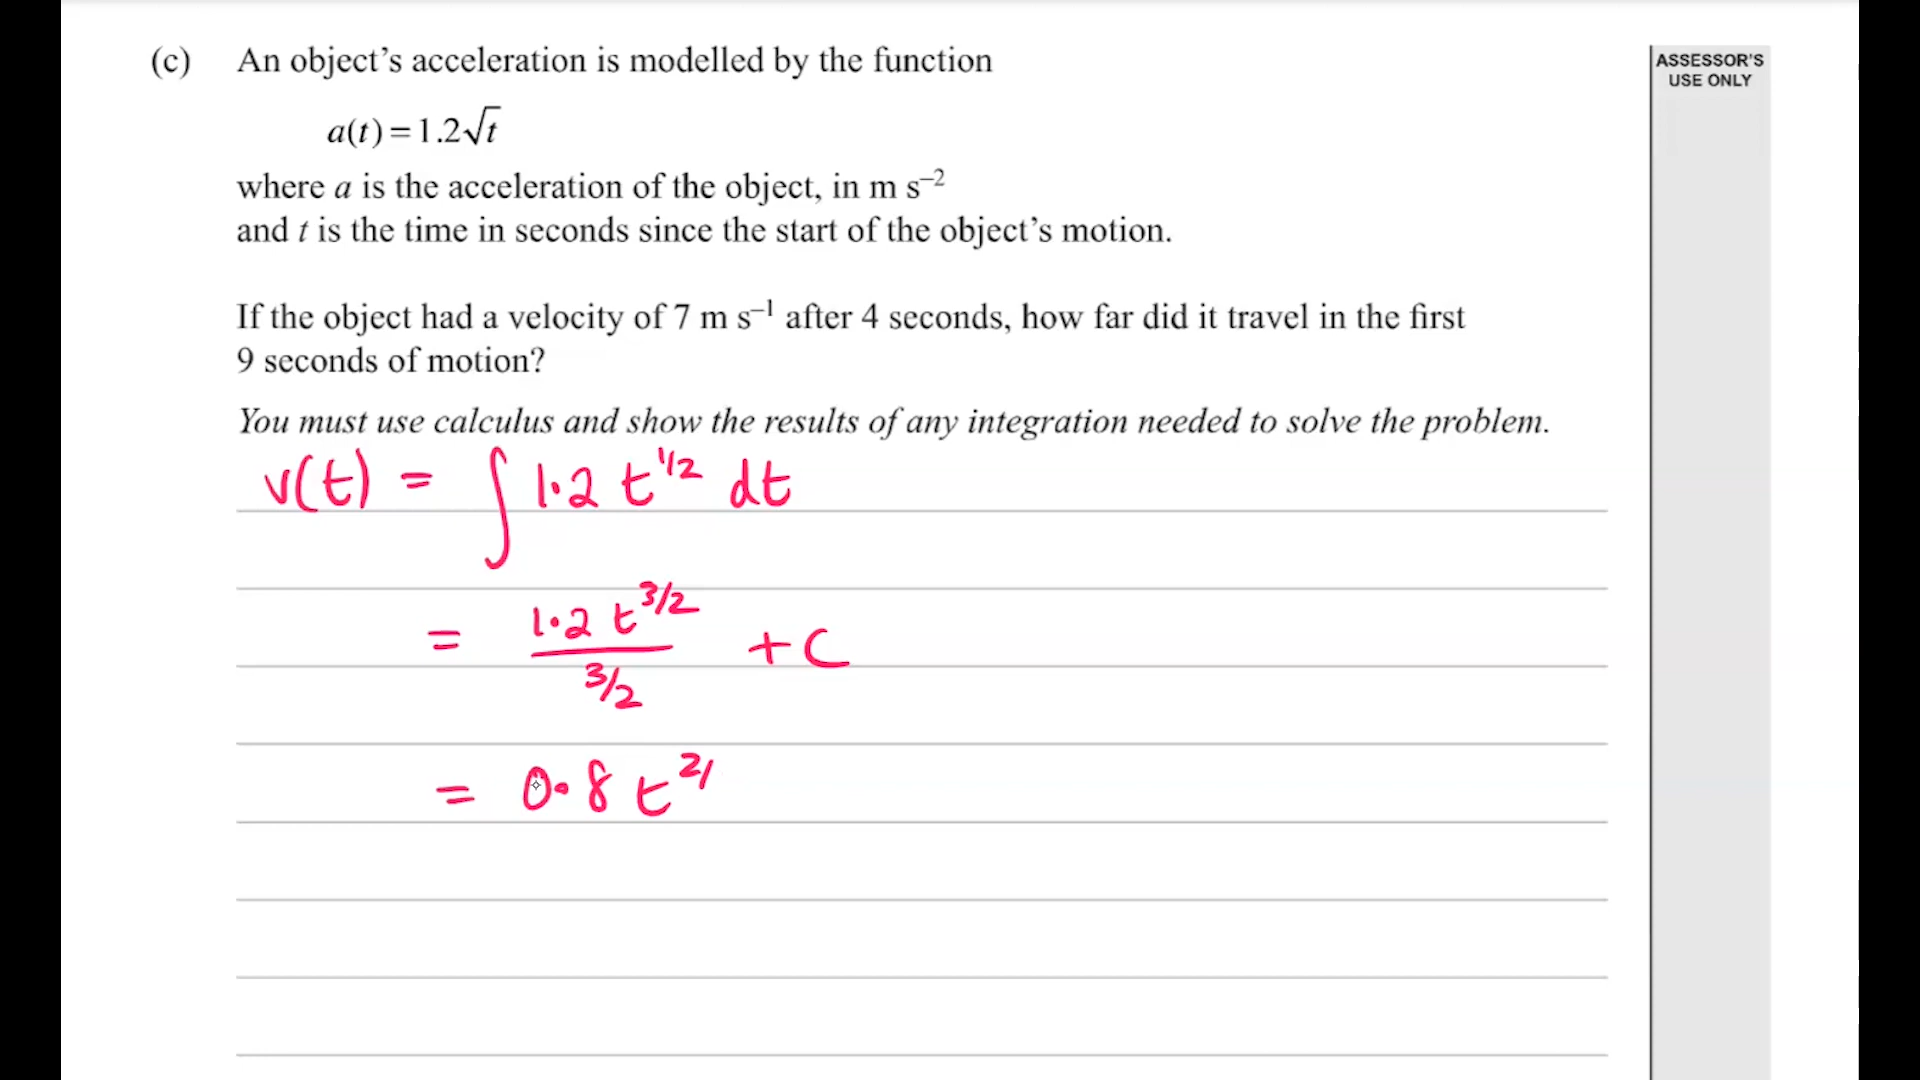 (c) An object’s acceleration is modelled by the function
ASSESSOR’S
USE ONLY
a(t)=1.2√t
where a is the acceleration of the object, in m s⁻²
and t is the time in seconds since the start of the object’s motion.
If the object had a velocity of 7 m s⁻¹ after 4 seconds, how far did it travel in the first
9 seconds of motion?
You must use calculus and show the results of any integration needed to solve the problem.
v(t) = ∫ 1.2 t^1/2 dt
= 1.2 t^3/2
3/2
+ C
= 0.8 t^2/